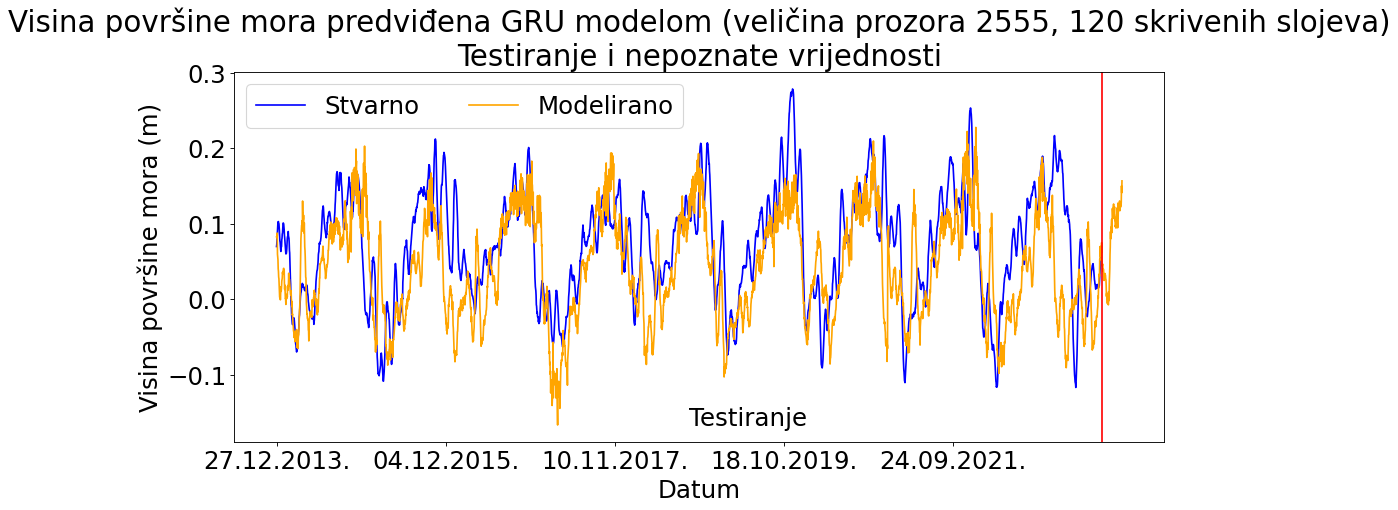 Visina površine mora predviđena GRU modelom (veličina prozora 2555, 120 skrivenih slojeva)
Testiranje i nepoznate vrijednosti
Stvarno
Modelirano
Visina površine mora (m)
0.3
0.2
0.1
0.0
−0.1
Testiranje
27.12.2013.
04.12.2015.
10.11.2017.
18.10.2019.
24.09.2021.
Datum